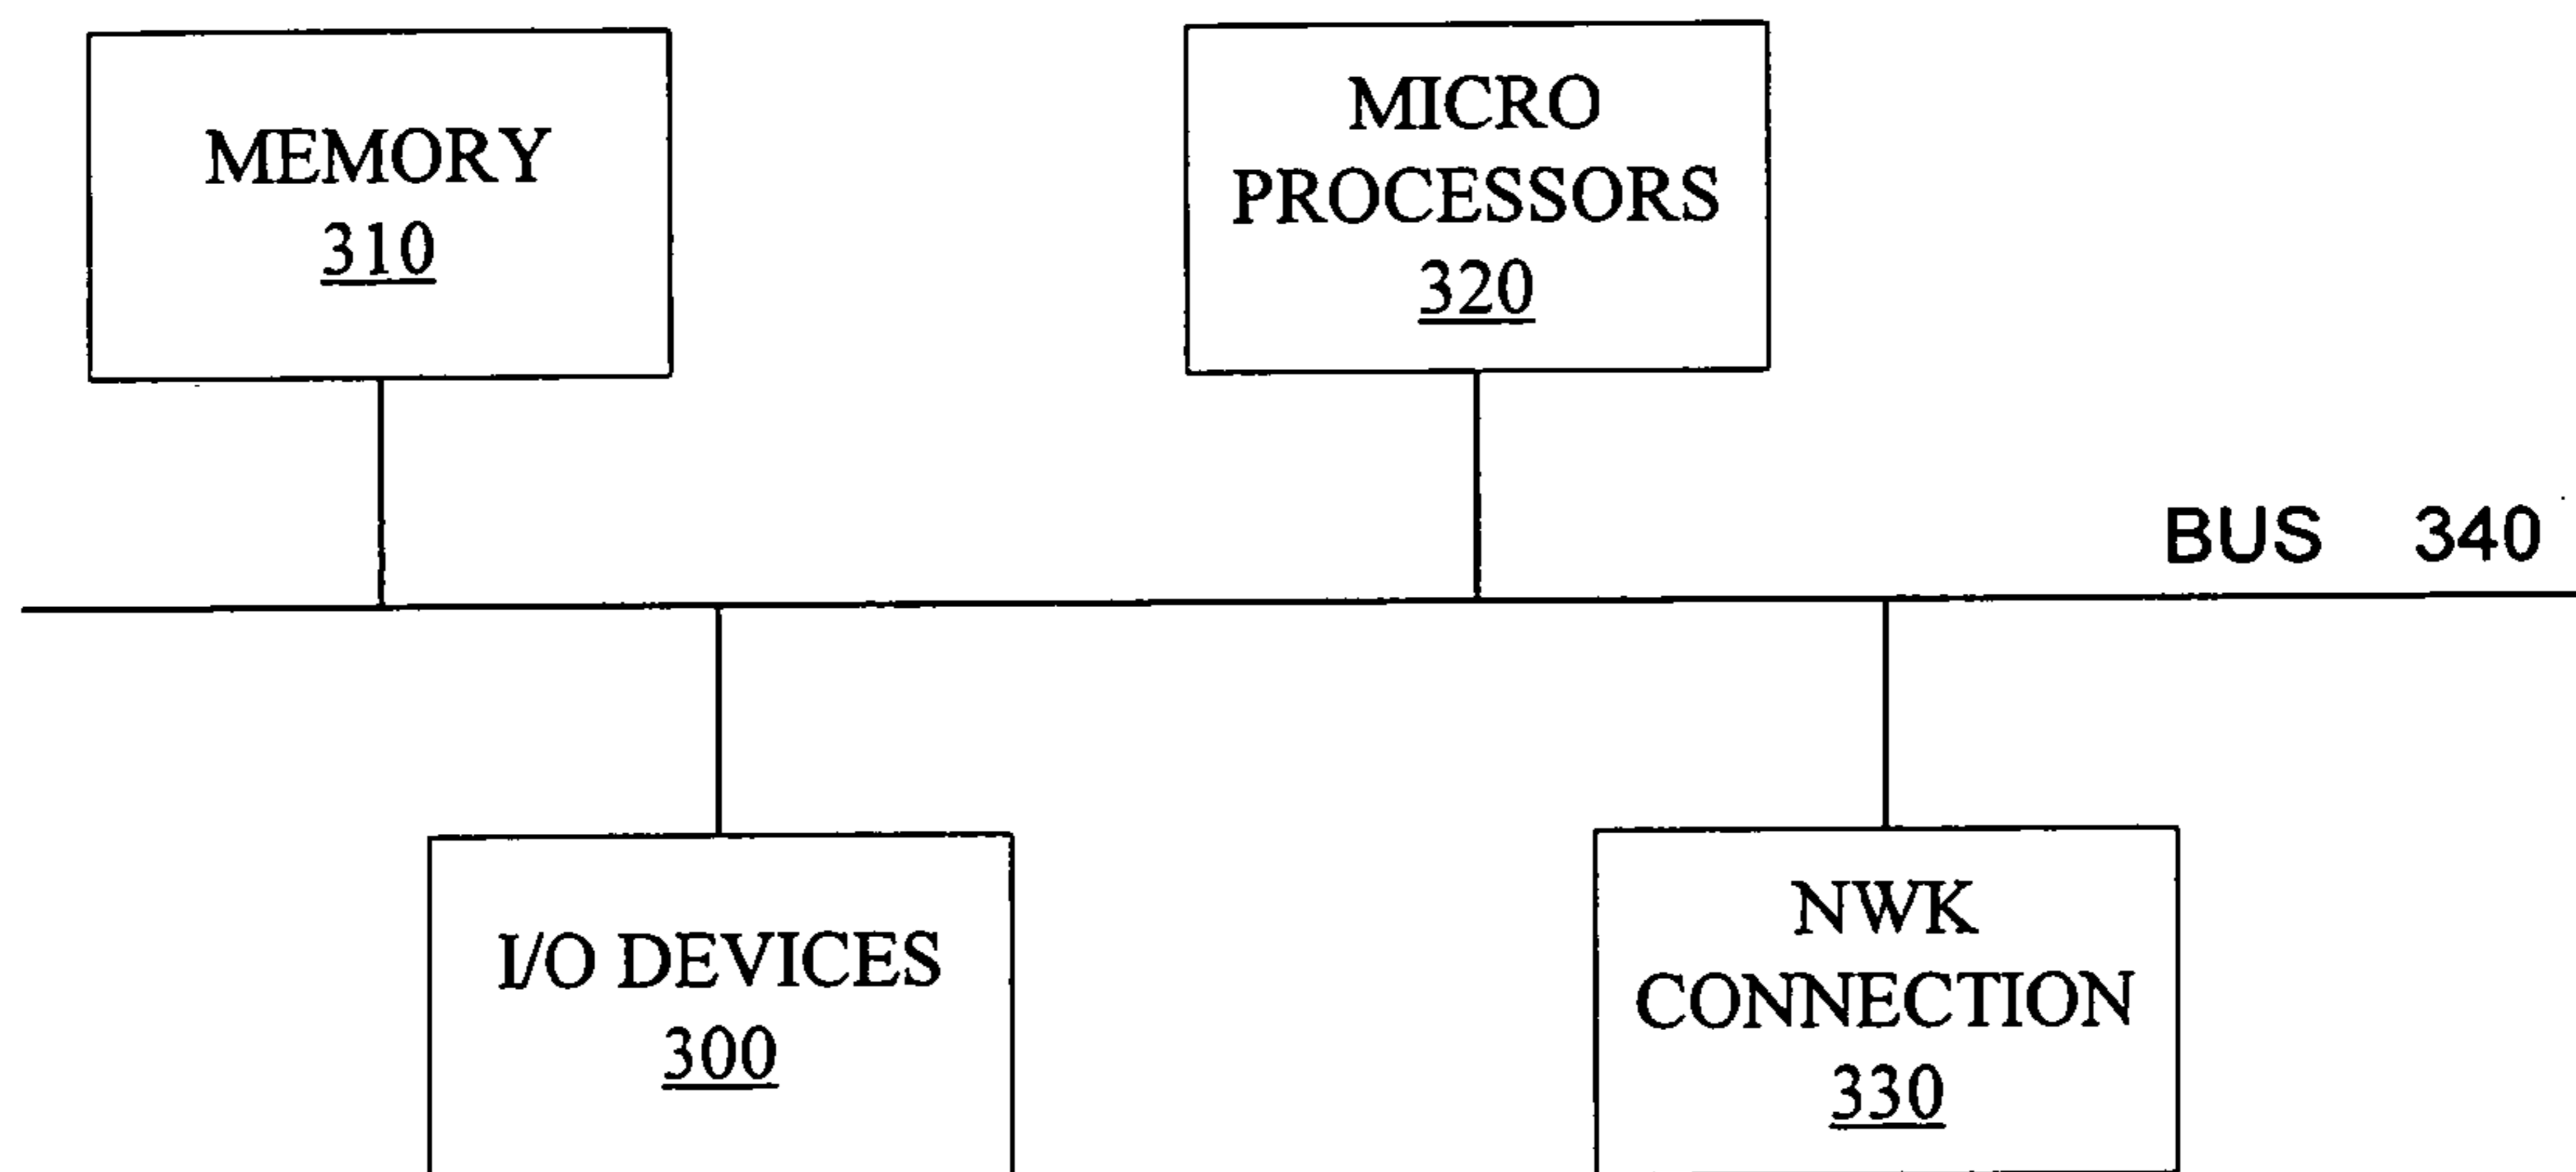 MEMORY
310
MICRO
PROCESSORS
320
BUS 340
I/O DEVICES
300
NWK
CONNECTION
330